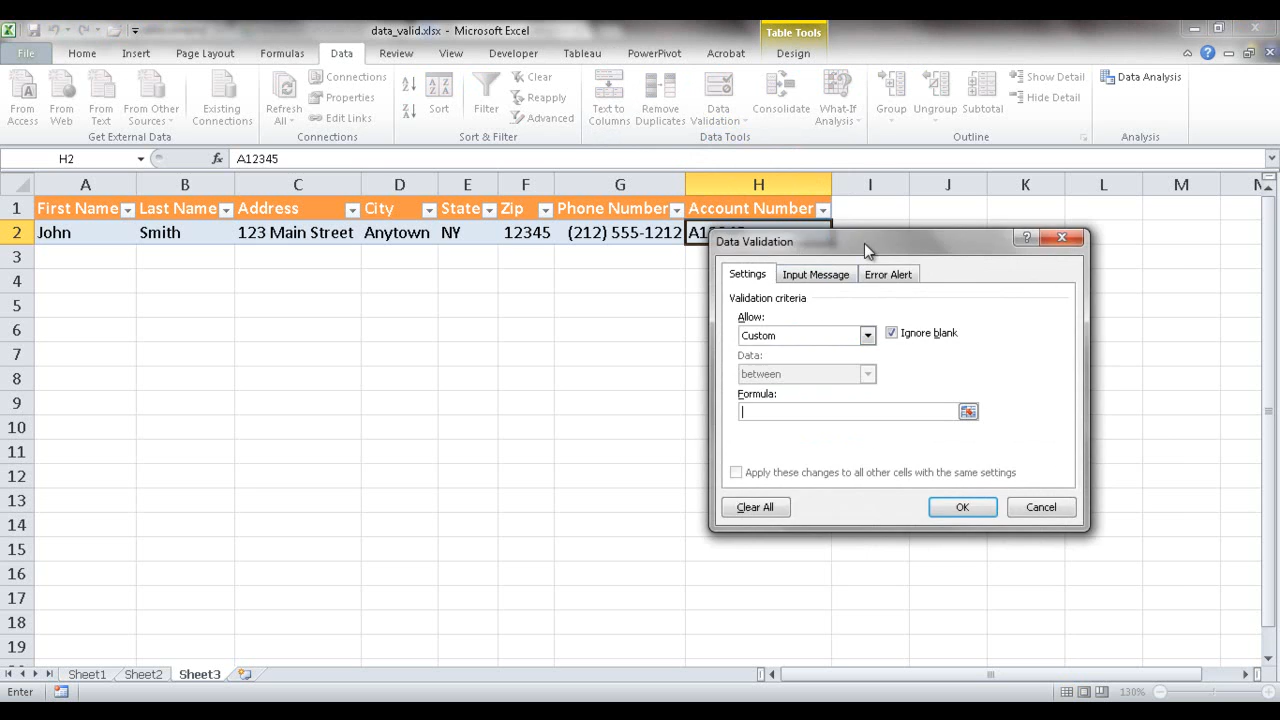 data_valid.xlsx - Microsoft Excel
Table Tools
File Home Insert Page Layout Formulas Data Review View Developer Tableau PowerPivot Acrobat Design
From Access
From Web
From Text
From Other Sources
Existing Connections
Get External Data
Refresh All
Connections
Properties
Edit Links
Connections
Sort
Filter
Clear
Reapply
Advanced
Sort & Filter
Text to Columns
Remove Duplicates
Data Validation
Consolidate
What-If Analysis
Data Tools
Group
Ungroup
Subtotal
Show Detail
Hide Detail
Outline
Data Analysis
Analysis
H2 fx A12345
A B C D E F G H I J K L M
1 First Name Last Name Address City State Zip Phone Number Account Number
2 John Smith 123 Main Street Anytown NY 12345 (212) 555-1212
3
4
5
6
7
8
9
10
11
12
13
14
15
16
17
18
19
Data Validation
Settings Input Message Error Alert
Validation criteria
Allow:
Custom
Ignore blank
Data:
between
Formula:
Apply these changes to all other cells with the same settings
Clear All OK Cancel
Sheet1 Sheet2 Sheet3
Enter 130%